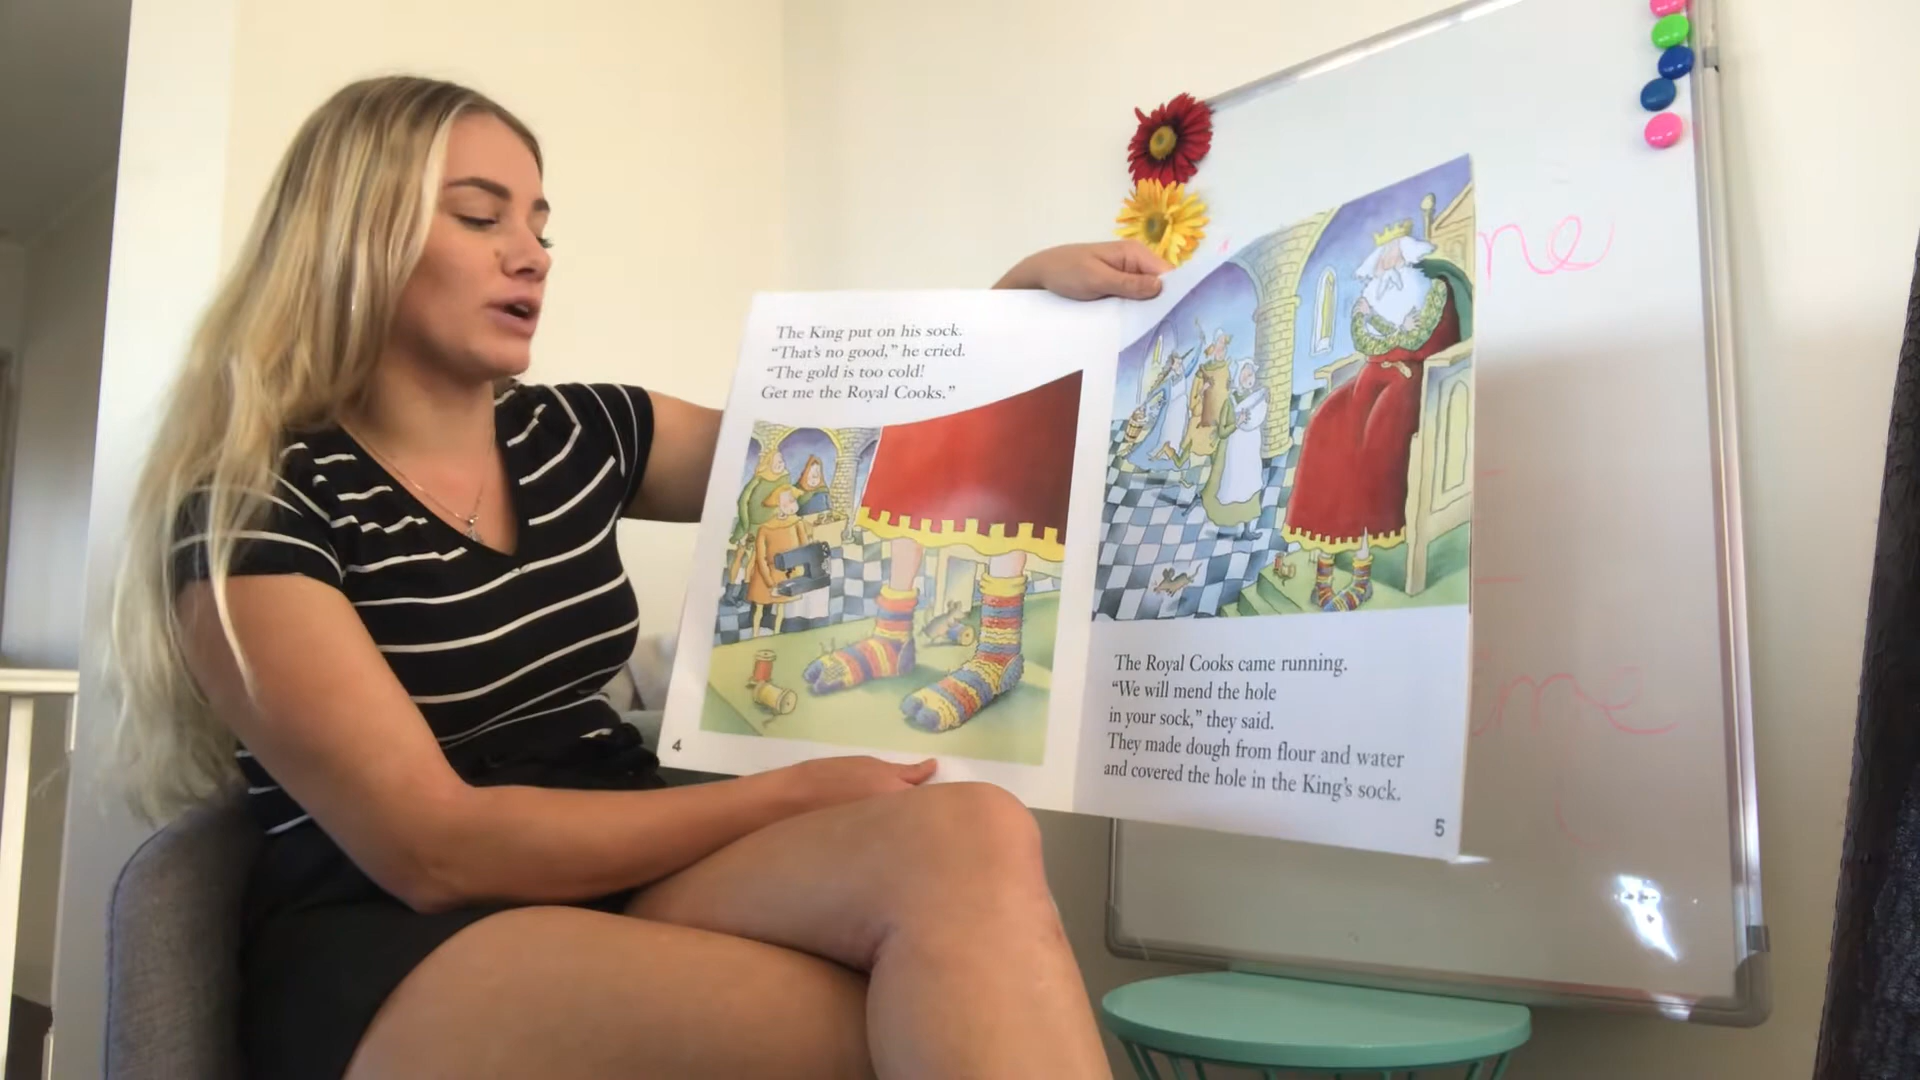 The King put on his sock.
“That's no good,” he cried.
“The gold is too cold!
Get me the Royal Cooks.”
4
The Royal Cooks came running.
“We will mend the hole
in your sock,” they said.
They made dough from flour and water
and covered the hole in the King's sock.
5
ne
me